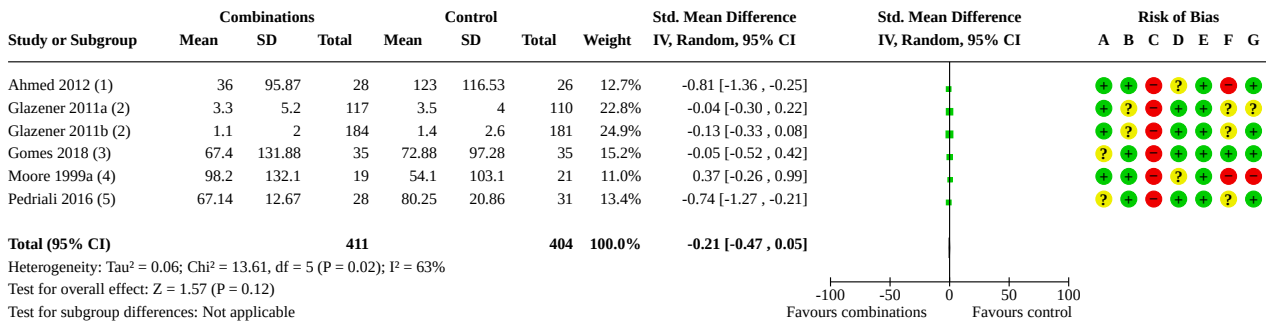 Combinations Control Std. Mean Difference Std. Mean Difference Risk of Bias
Study or Subgroup Mean SD Total Mean SD Total Weight IV, Random, 95% CI IV, Random, 95% CI A B C D E F G
Ahmed 2012 (1) 36 95.87 28 123 116.53 26 12.7% -0.81 [-1.36 , -0.25] + + − ? + − +
Glazener 2011a (2) 3.3 5.2 117 3.5 4 110 22.8% -0.04 [-0.30 , 0.22] + ? − + + ? ?
Glazener 2011b (2) 1.1 2 184 1.4 2.6 181 24.9% -0.13 [-0.33 , 0.08] + ? − + + ? +
Gomes 2018 (3) 67.4 131.88 35 72.88 97.28 35 15.2% -0.05 [-0.52 , 0.42] ? + − + + + +
Moore 1999a (4) 98.2 132.1 19 54.1 103.1 21 11.0% 0.37 [-0.26 , 0.99] + + − ? + − −
Pedriali 2016 (5) 67.14 12.67 28 80.25 20.86 31 13.4% -0.74 [-1.27 , -0.21] ? + − + + ? +
Total (95% CI) 411 404 100.0% -0.21 [-0.47 , 0.05]
Heterogeneity: Tau² = 0.06; Chi² = 13.61, df = 5 (P = 0.02); I² = 63%
Test for overall effect: Z = 1.57 (P = 0.12)
Test for subgroup differences: Not applicable
-100 -50 0 50 100
Favours combinations Favours control